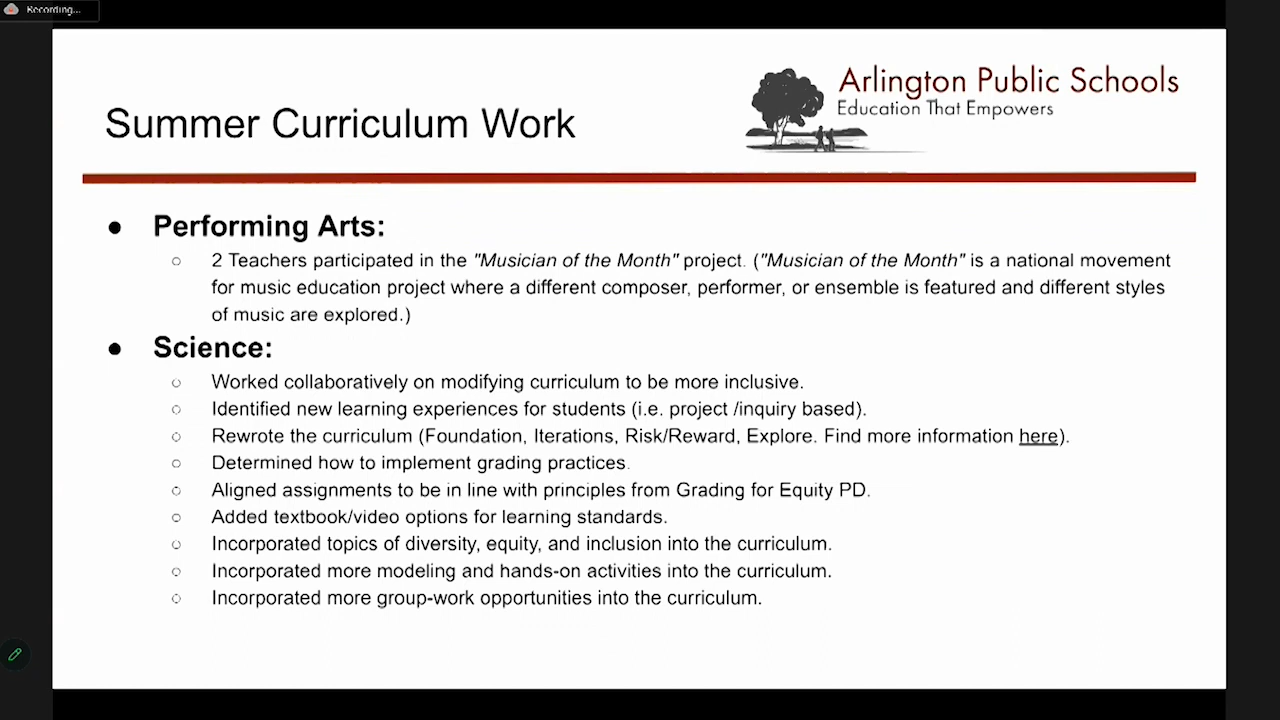 Recording...
Arlington Public Schools
Education That Empowers
Summer Curriculum Work
● Performing Arts:
○ 2 Teachers participated in the "Musician of the Month" project. ("Musician of the Month" is a national movement
for music education project where a different composer, performer, or ensemble is featured and different styles
of music are explored.)
● Science:
○ Worked collaboratively on modifying curriculum to be more inclusive.
○ Identified new learning experiences for students (i.e. project /inquiry based).
○ Rewrote the curriculum (Foundation, Iterations, Risk/Reward, Explore. Find more information here).
○ Determined how to implement grading practices.
○ Aligned assignments to be in line with principles from Grading for Equity PD.
○ Added textbook/video options for learning standards.
○ Incorporated topics of diversity, equity, and inclusion into the curriculum.
○ Incorporated more modeling and hands-on activities into the curriculum.
○ Incorporated more group-work opportunities into the curriculum.